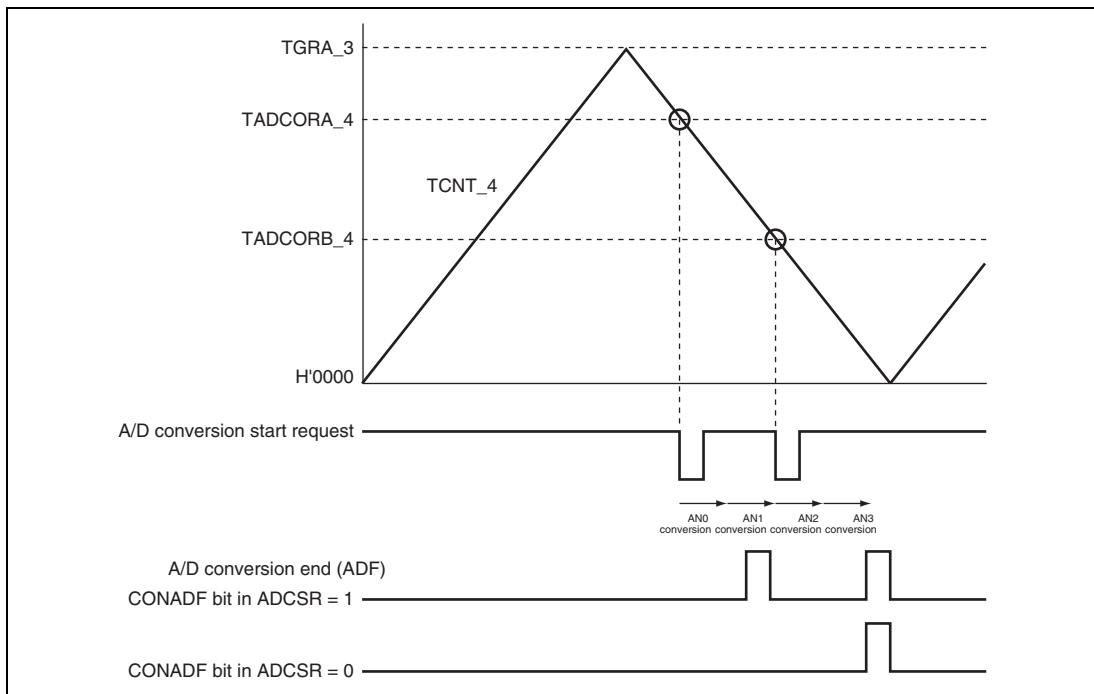 TGRA_3
TADCORA_4
TCNT_4
TADCORB_4
H'0000
A/D conversion start request
AN0 AN1 AN2 AN3
conversion conversion conversion conversion
A/D conversion end (ADF)
CONADF bit in ADCSR = 1
CONADF bit in ADCSR = 0